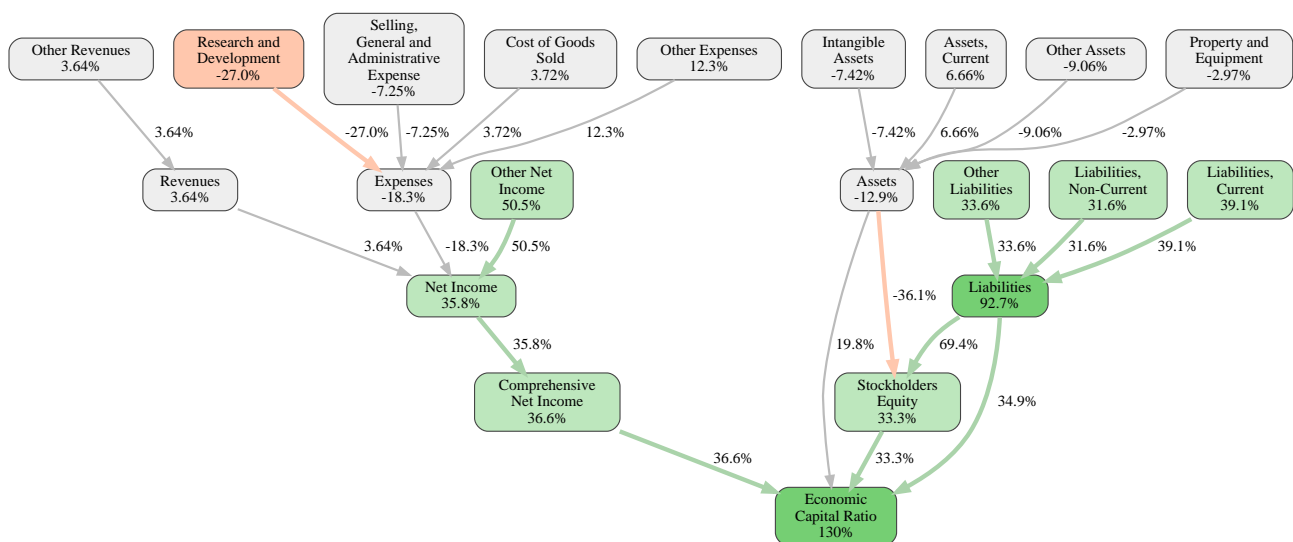 Other Revenues
3.64%
Research and
Development
-27.0%
Selling,
General and
Administrative
Expense
-7.25%
Cost of Goods
Sold
3.72%
Other Expenses
12.3%
Intangible
Assets
-7.42%
Assets,
Current
6.66%
Other Assets
-9.06%
Property and
Equipment
-2.97%
3.64%
-27.0%
-7.25%
3.72%
12.3%
-7.42%
6.66%
-9.06%
-2.97%
Revenues
3.64%
Expenses
-18.3%
Other Net
Income
50.5%
Assets
-12.9%
Other
Liabilities
33.6%
Liabilities,
Non-Current
31.6%
Liabilities,
Current
39.1%
3.64%
-18.3%
50.5%
33.6%
31.6%
39.1%
Net Income
35.8%
-36.1%
Liabilities
92.7%
35.8%
19.8%
69.4%
34.9%
Comprehensive
Net Income
36.6%
Stockholders
Equity
33.3%
36.6%
33.3%
Economic
Capital Ratio
130%